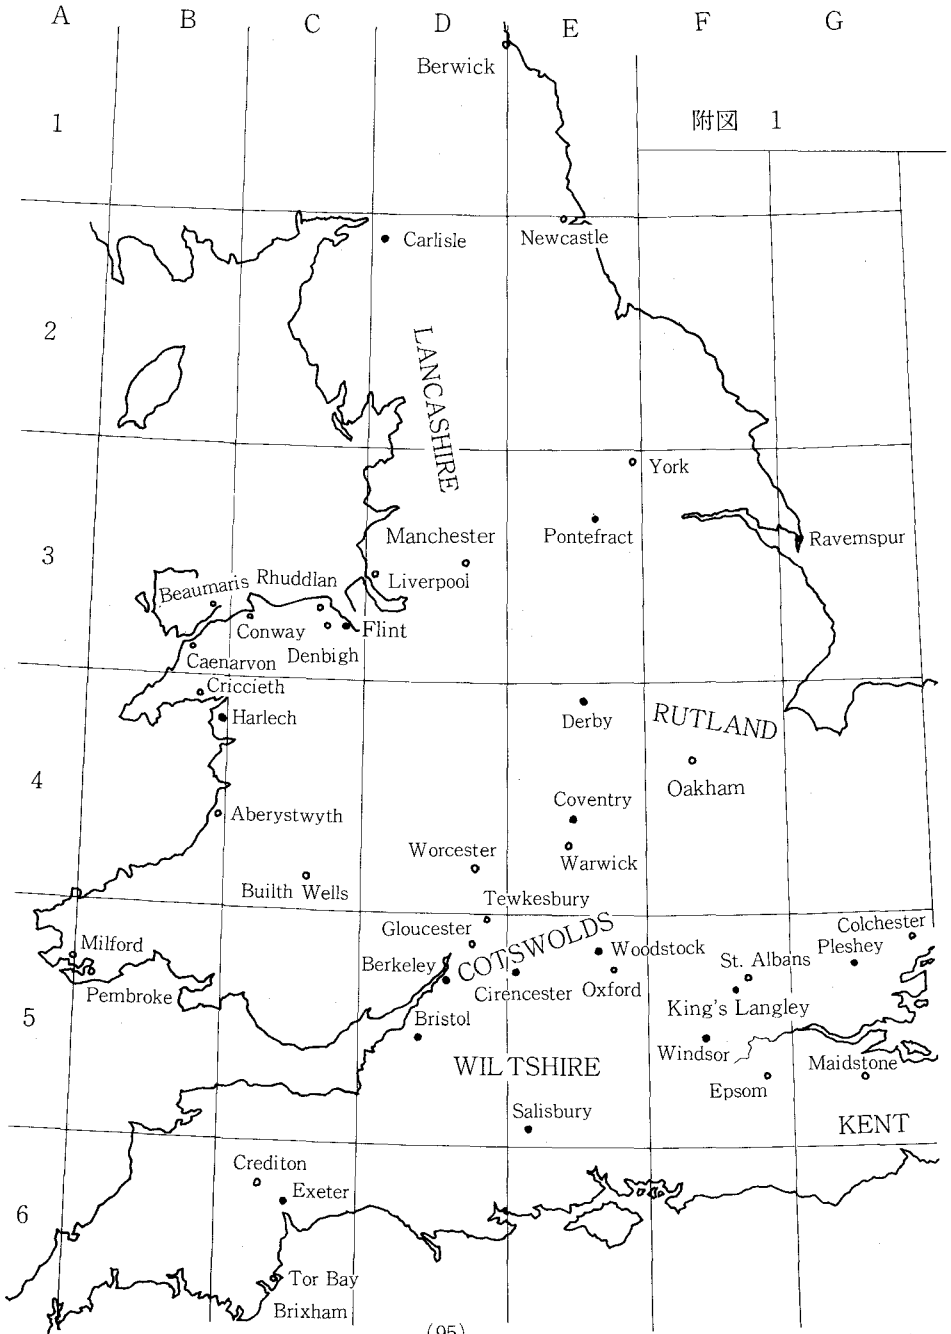 A B C D E F G
Berwick
1
附図 1
Carlisle
Newcastle
2
LANCASHIRE
York
Manchester
Pontefract
Ravemspur
3
Liverpool
Beaumaris
Rhuddlan
Conway
Flint
Denbigh
Caenarvon
Criccieth
Harlech
Derby
RUTLAND
4
Oakham
Coventry
Aberystwyth
Worcester
Warwick
Builth Wells
Tewkesbury
Gloucester
COTSWOLDS
Colchester
Milford
Woodstock
Pleshey
Berkeley
St. Albans
Pembroke
Cirencester
Oxford
King's Langley
5
Bristol
Windsor
WILTSHIRE
Maidstone
Epsom
Salisbury
KENT
Crediton
Exeter
6
Tor Bay
Brixham
(95)